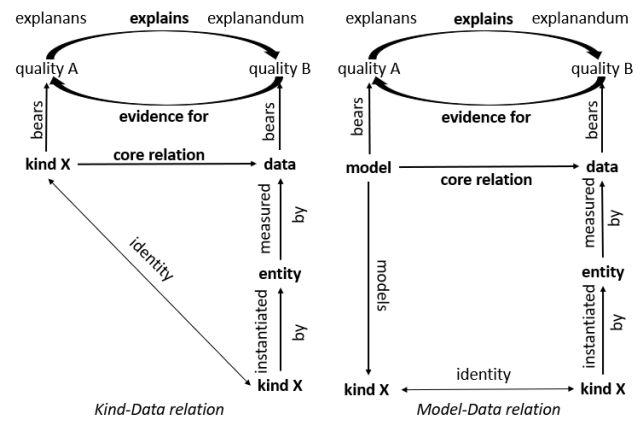 explanans explains explanandum
quality A quality B
evidence for
bears bears
kind X core relation data
measured by
identity
entity
instantiated by
kind X
Kind-Data relation
explanans explains explanandum
quality A quality B
evidence for
bears bears
model core relation data
measured by
models
entity
instantiated by
kind X identity kind X
Model-Data relation